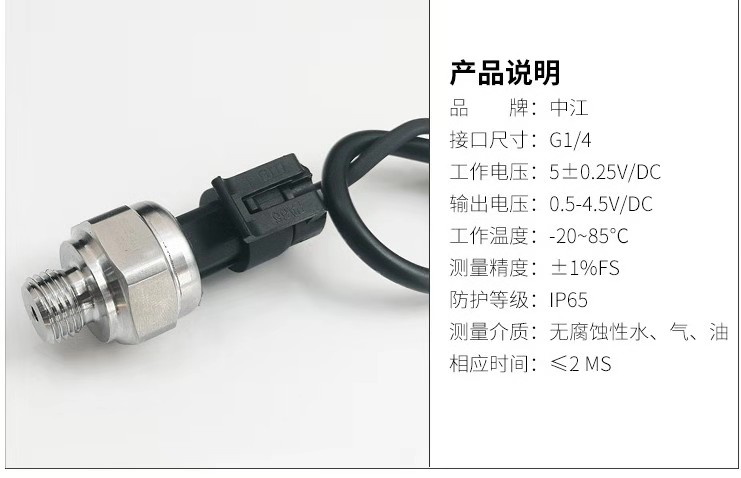 产品说明
品 牌：中江
接口尺寸：G1/4
工作电压：5±0.25V/DC
输出电压：0.5-4.5V/DC
工作温度：-20~85°C
测量精度：±1%FS
防护等级：IP65
测量介质：无腐蚀性水、气、油
相应时间：≤2 MS